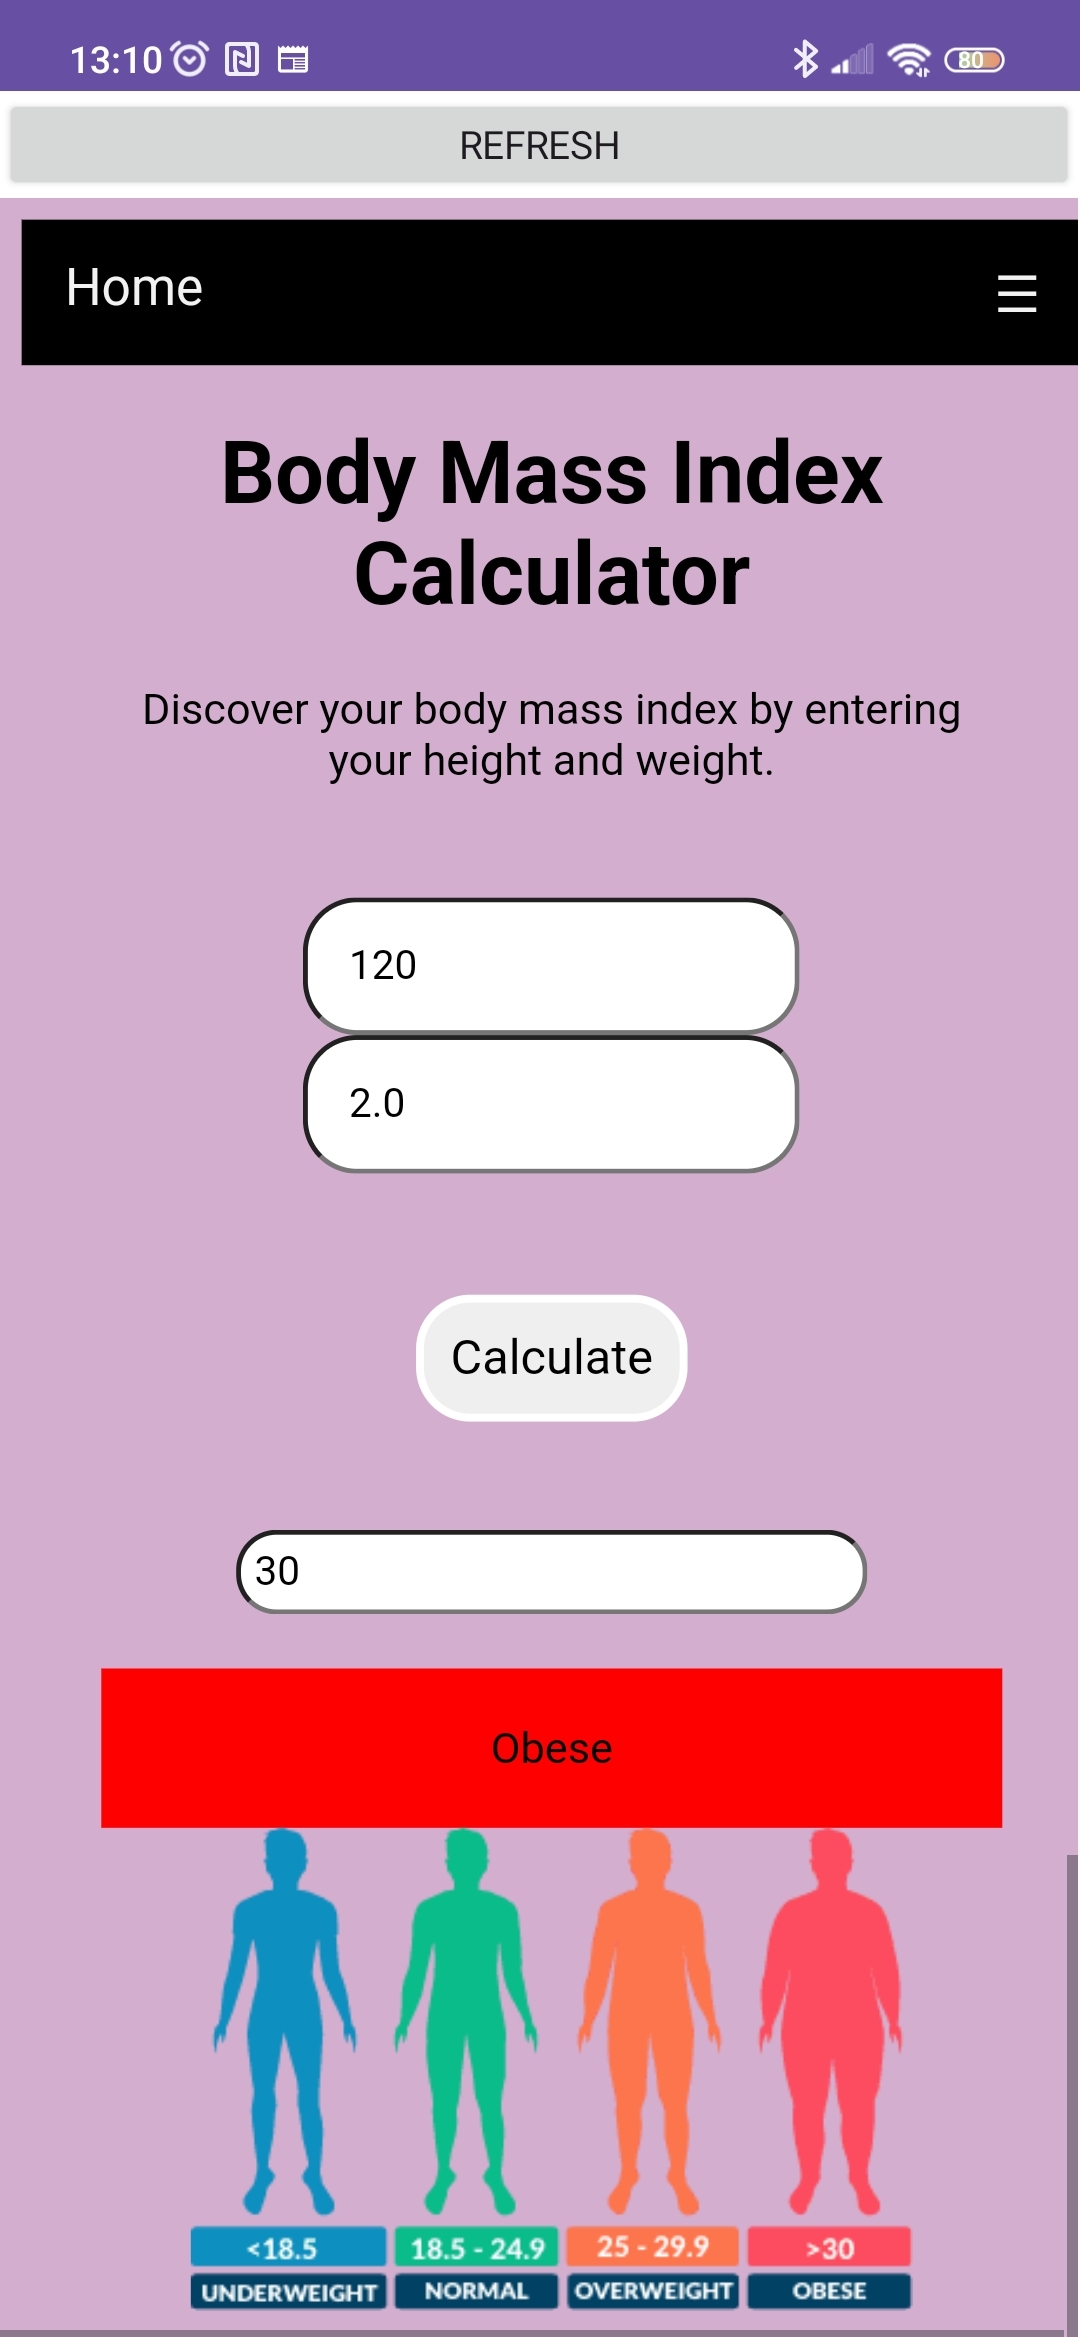 13:10
80
REFRESH
Home
Body Mass Index
Calculator
Discover your body mass index by entering
your height and weight.
120
2.0
Calculate
30
Obese
<18.5 18.5 - 24.9 25 - 29.9 >30
UNDERWEIGHT NORMAL OVERWEIGHT OBESE